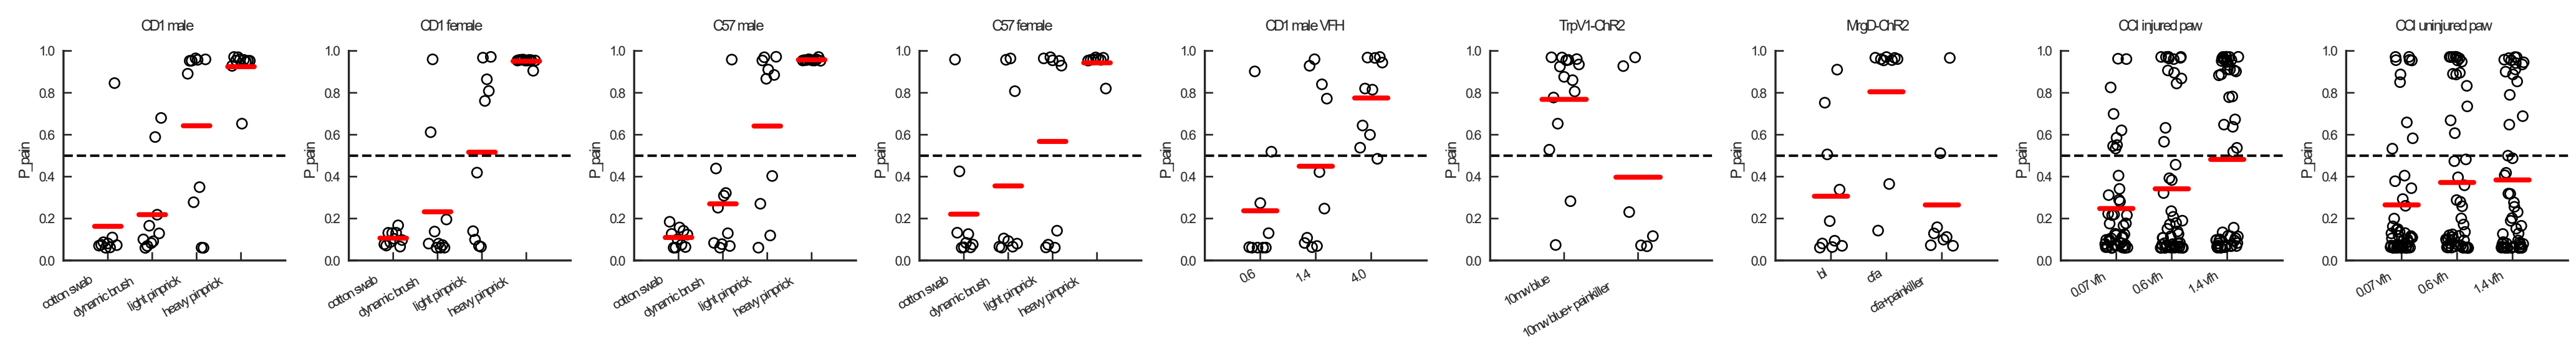 CD1 male
P_pain
1.0
0.8
0.6
0.4
0.2
0.0
cotton swab
dynamic brush
light pinprick
heavy pinprick
CD1 female
P_pain
1.0
0.8
0.6
0.4
0.2
0.0
cotton swab
dynamic brush
light pinprick
heavy pinprick
C57 male
P_pain
1.0
0.8
0.6
0.4
0.2
0.0
cotton swab
dynamic brush
light pinprick
heavy pinprick
C57 female
P_pain
1.0
0.8
0.6
0.4
0.2
0.0
cotton swab
dynamic brush
light pinprick
heavy pinprick
CD1 male VFH
P_pain
1.0
0.8
0.6
0.4
0.2
0.0
0.6
1.4
4.0
TrpV1-ChR2
P_pain
1.0
0.8
0.6
0.4
0.2
0.0
10mw blue
10mw blue+ painkiller
MrgD-ChR2
P_pain
1.0
0.8
0.6
0.4
0.2
0.0
bl
cfa
cfa+painkiller
CCI injured paw
P_pain
1.0
0.8
0.6
0.4
0.2
0.0
0.07 vfh
0.6 vfh
1.4 vfh
CCI uninjured paw
P_pain
1.0
0.8
0.6
0.4
0.2
0.0
0.07 vfh
0.6 vfh
1.4 vfh